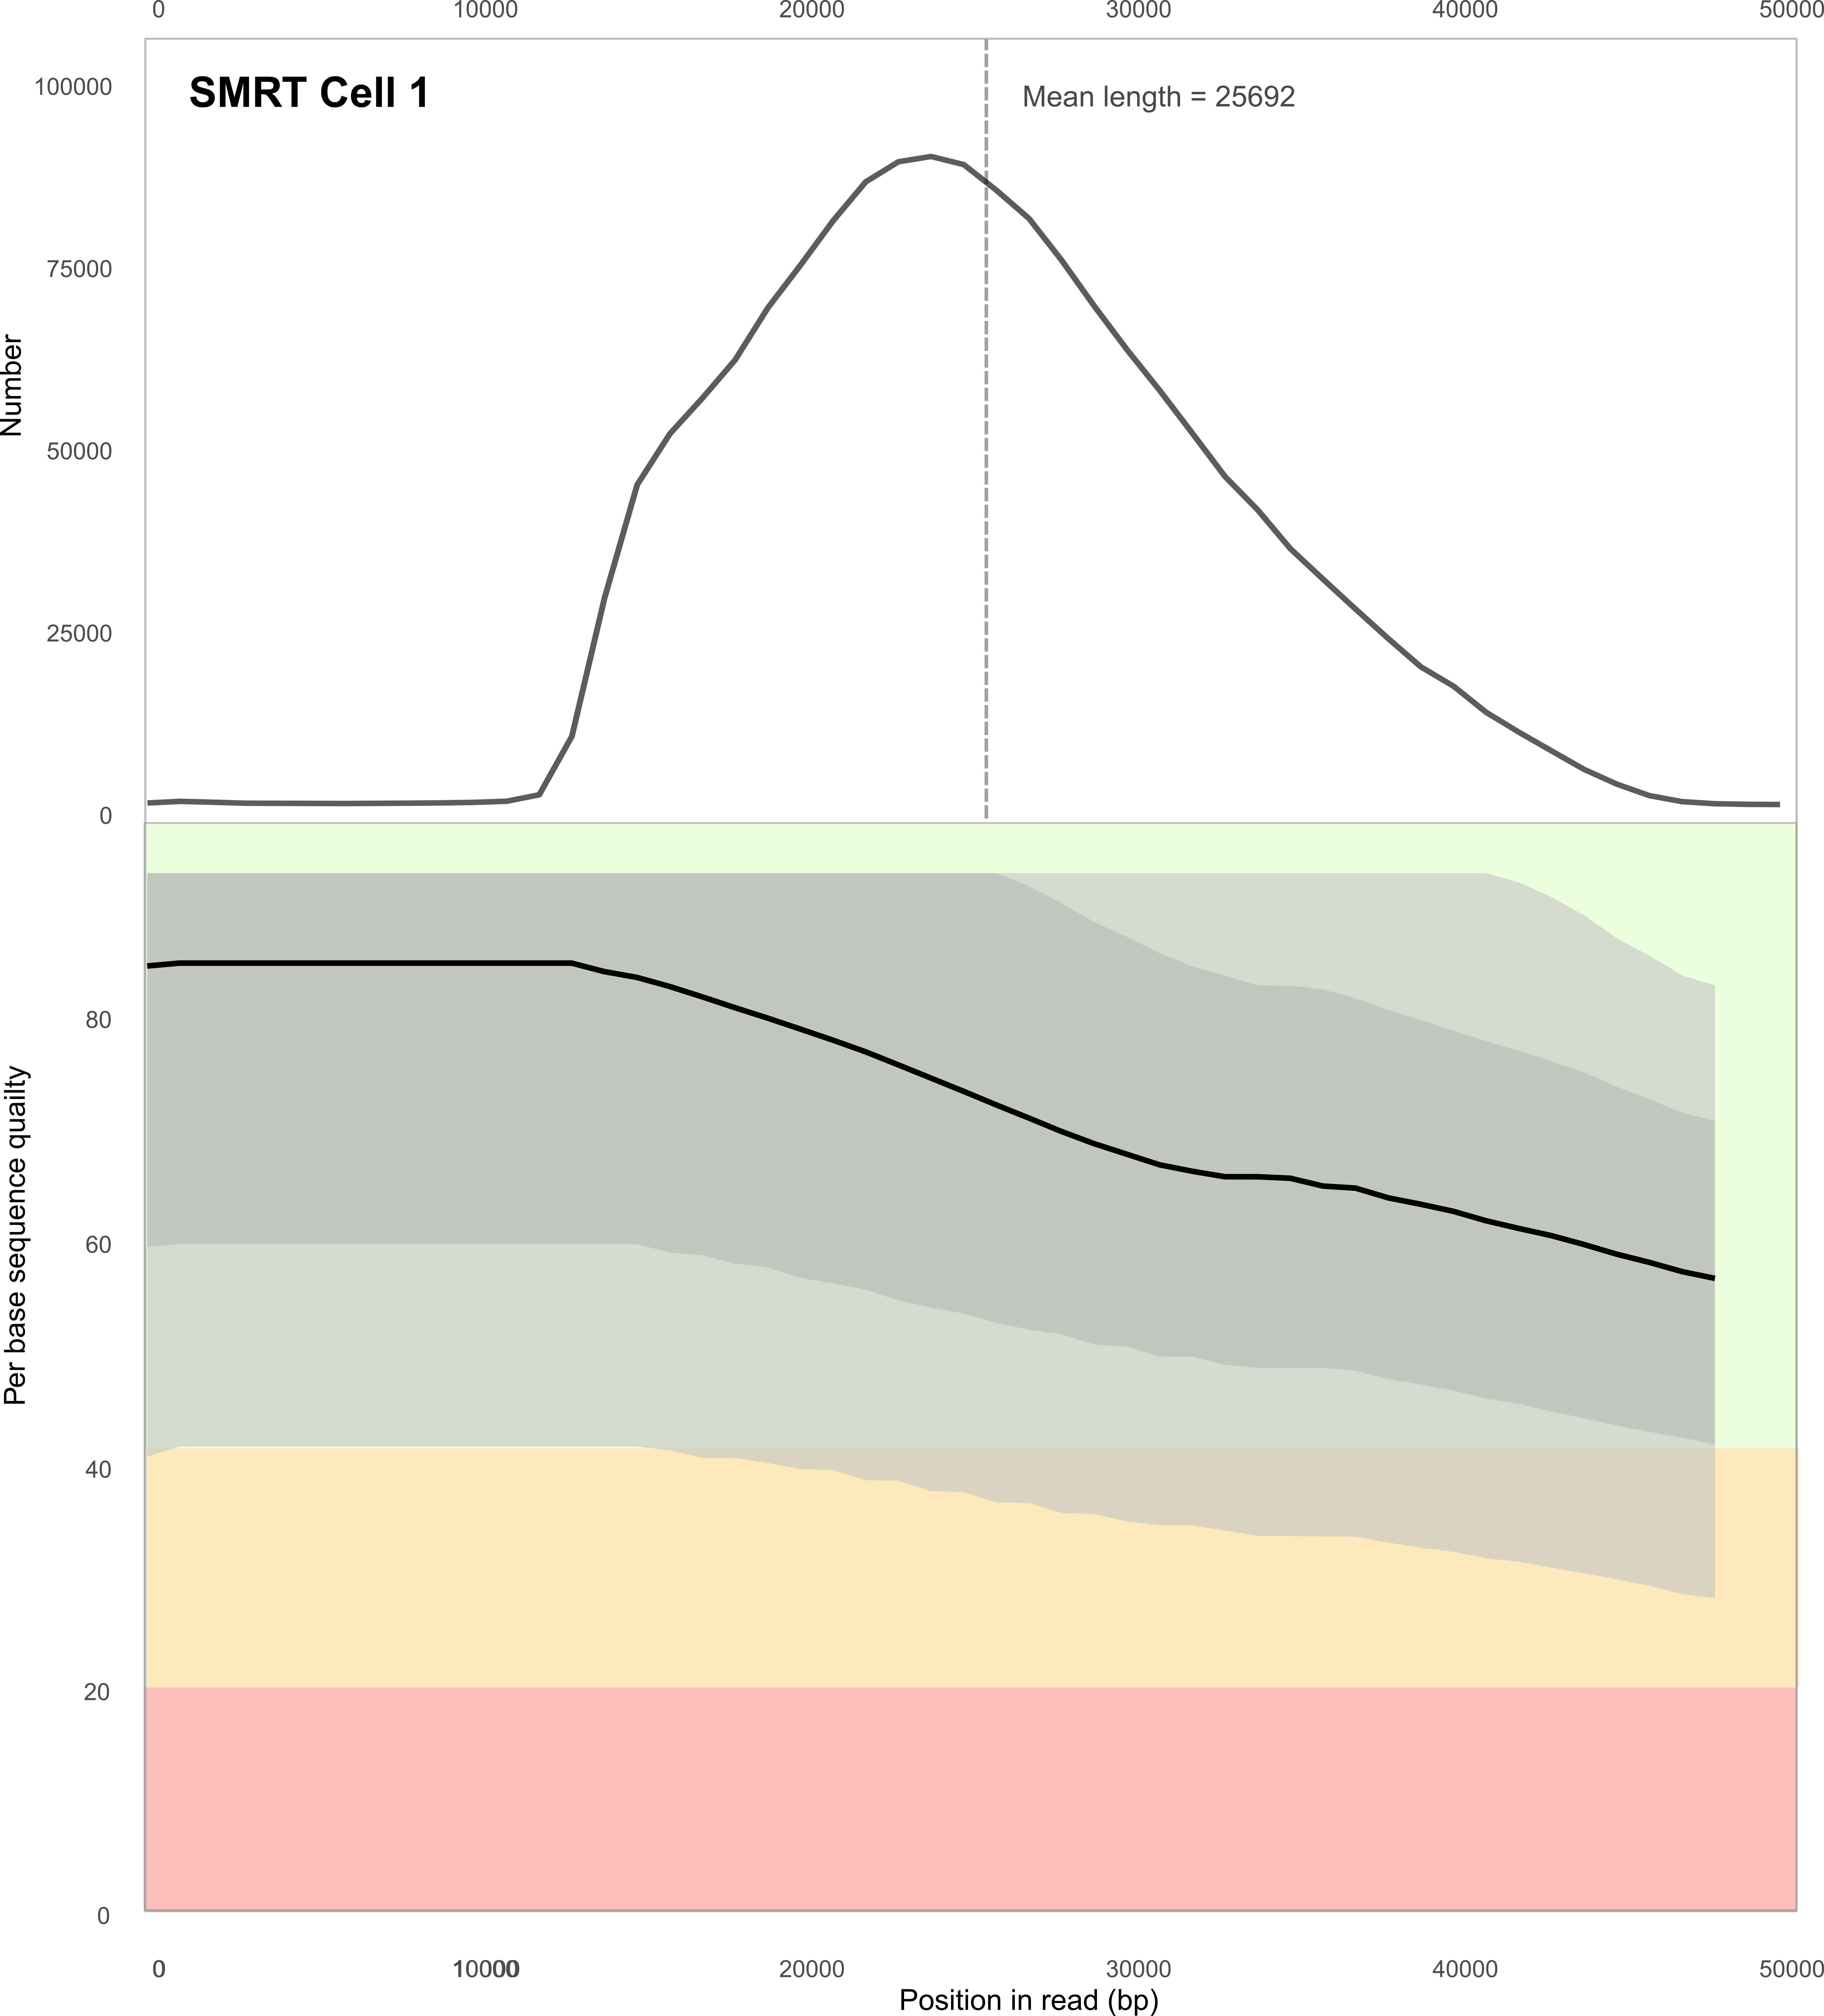 0 10000 20000 30000 40000 50000
SMRT Cell 1
Mean length = 25692
100000
75000
50000
25000
0
Number
80
60
40
20
0
Per base sequence quailty
0 10000 20000 30000 40000 50000
Position in read (bp)